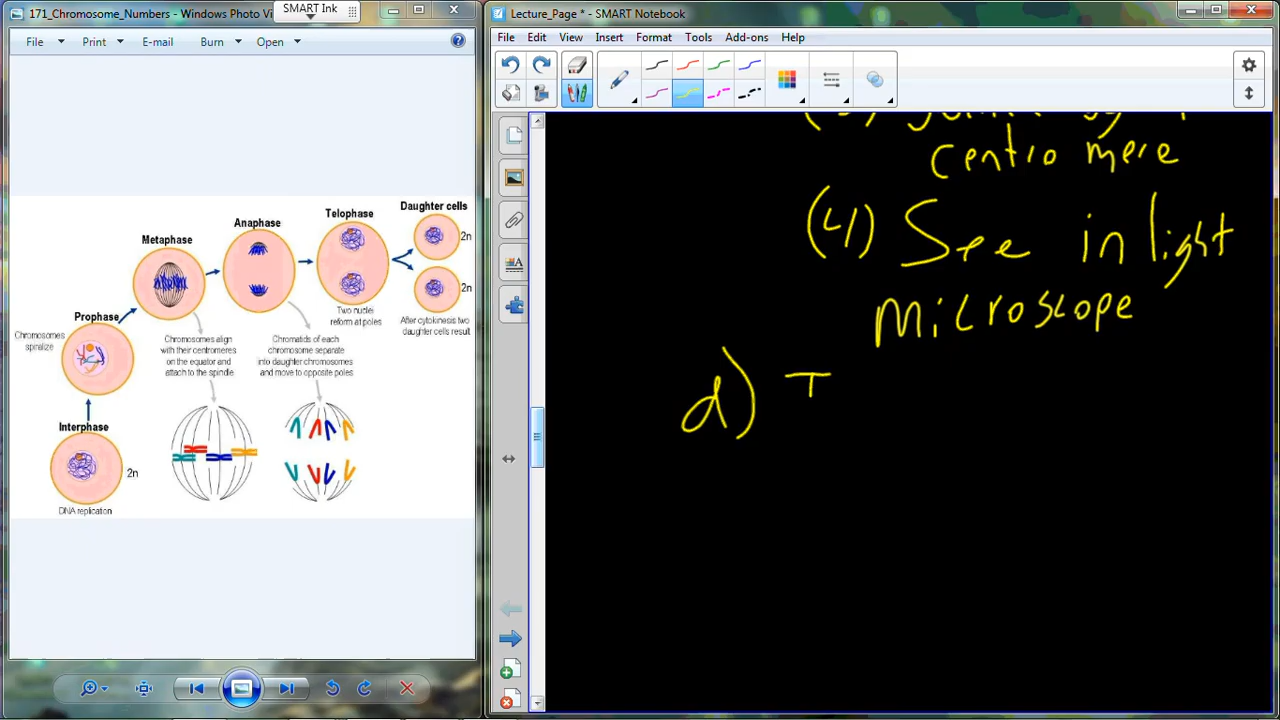 171_Chromosome_Numbers - Windows Photo Vi
SMART Ink
File Print E-mail Burn Open
Daughter cells
Telophase
Anaphase
Metaphase
2n
2n
Two nuclei
reform at poles
After cytokinesis two
daughter cells result
Prophase
Chromosomes
spiralize
Chromosomes align
with their centromeres
on the equator and
attach to the spindle
Chromatids of each
chromosome separate
into daughter chromosomes
and move to opposite poles
Interphase
2n
DNA replication
Lecture_Page * - SMART Notebook
File Edit View Insert Format Tools Add-ons Help
centro mere
(4) See in light
microscope
d) T